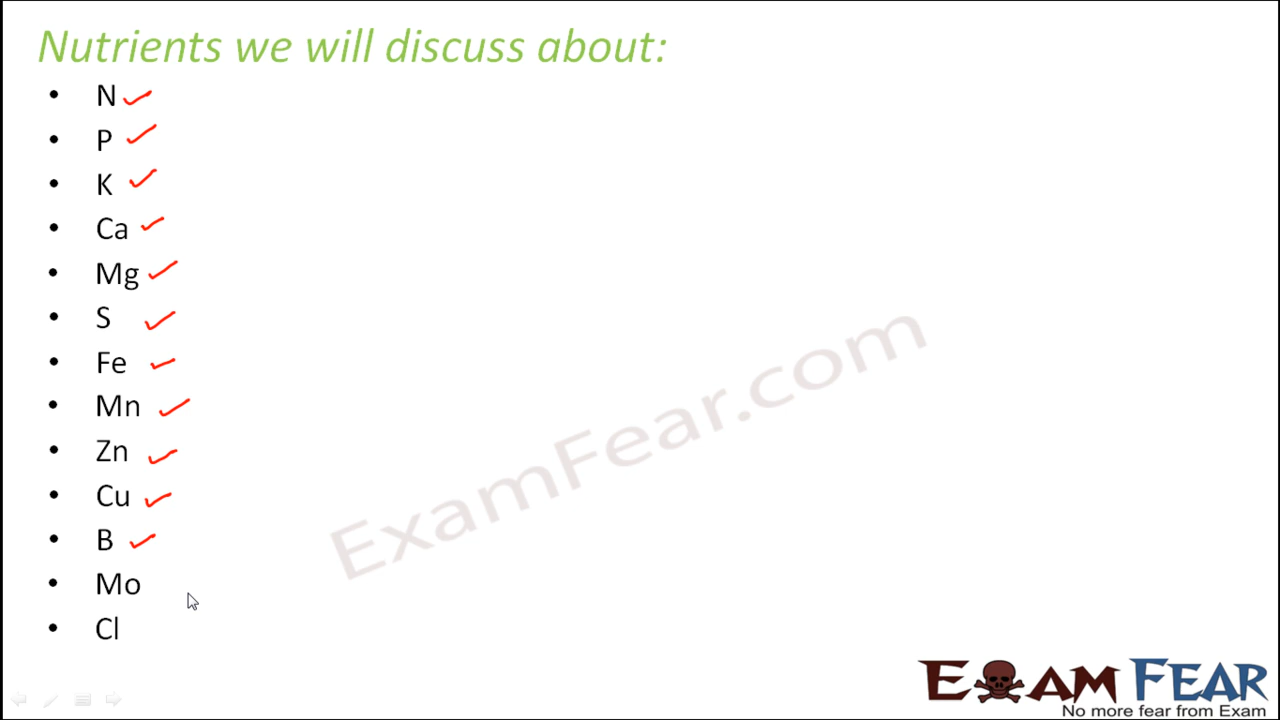 Nutrients we will discuss about:
• N
• P
• K
• Ca
• Mg
• S
• Fe
• Mn
• Zn
• Cu
• B
• Mo
• Cl
ExamFear.com
EXAM FEAR
No more fear from Exam